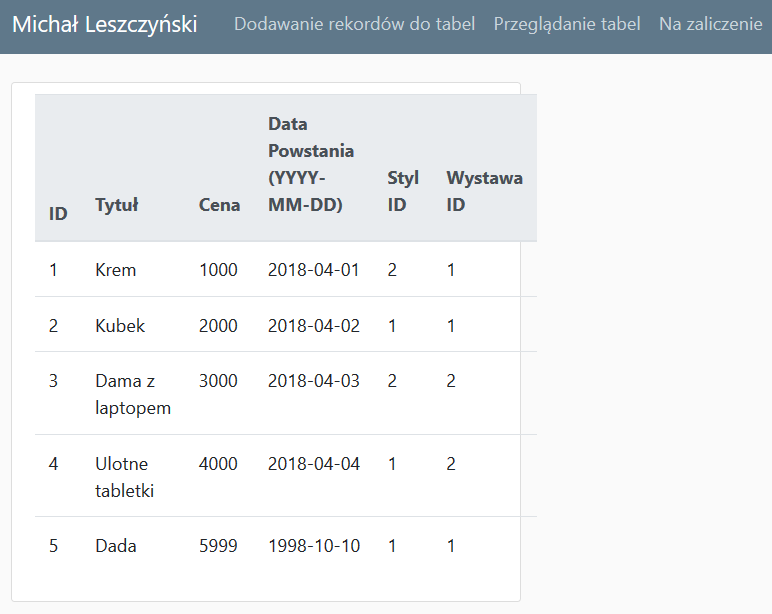 Michał Leszczyński Dodawanie rekordów do tabel Przeglądanie tabel Na zaliczenie
ID Tytuł Cena Data Powstania (YYYY-MM-DD) Styl ID Wystawa ID
1 Krem 1000 2018-04-01 2 1
2 Kubek 2000 2018-04-02 1 1
3 Dama z laptopem 3000 2018-04-03 2 2
4 Ulotne tabletki 4000 2018-04-04 1 2
5 Dada 5999 1998-10-10 1 1